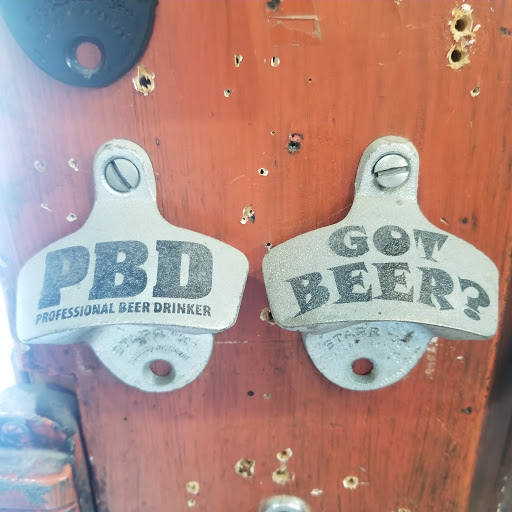 PBD
PROFESSIONAL BEER DRINKER
STARR
GOT
BEER?
STARR